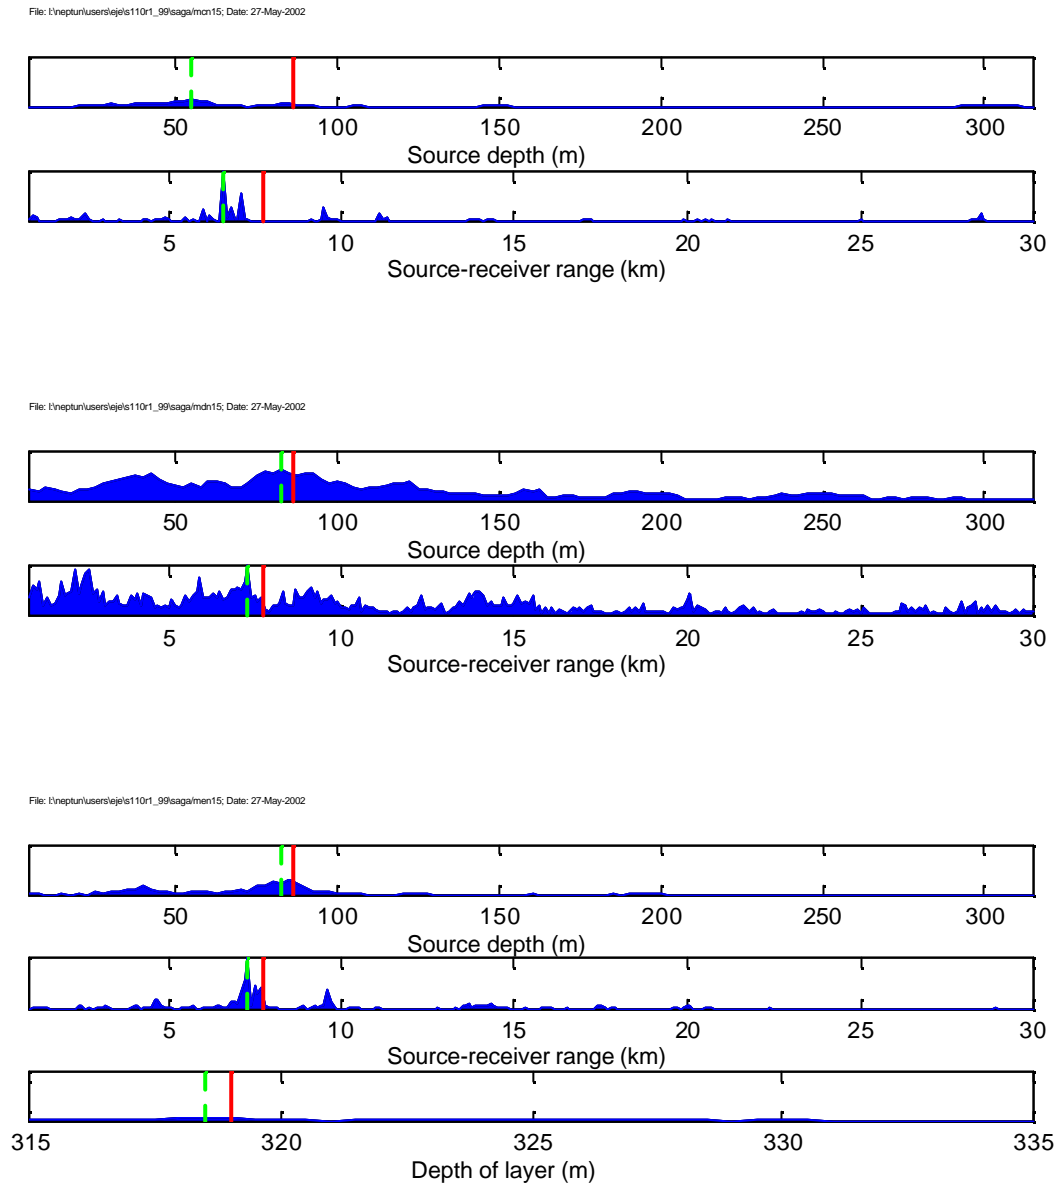 File: I:\neptun\users\eje\s110r1_99\saga/mcn15; Date: 27-May-2002
50 100 150 200 250 300
Source depth (m)
5 10 15 20 25 30
Source-receiver range (km)
File: I:\neptun\users\eje\s110r1_99\saga/mdn15; Date: 27-May-2002
50 100 150 200 250 300
Source depth (m)
5 10 15 20 25 30
Source-receiver range (km)
File: I:\neptun\users\eje\s110r1_99\saga/men15; Date: 27-May-2002
50 100 150 200 250 300
Source depth (m)
5 10 15 20 25 30
Source-receiver range (km)
315 320 325 330 335
Depth of layer (m)